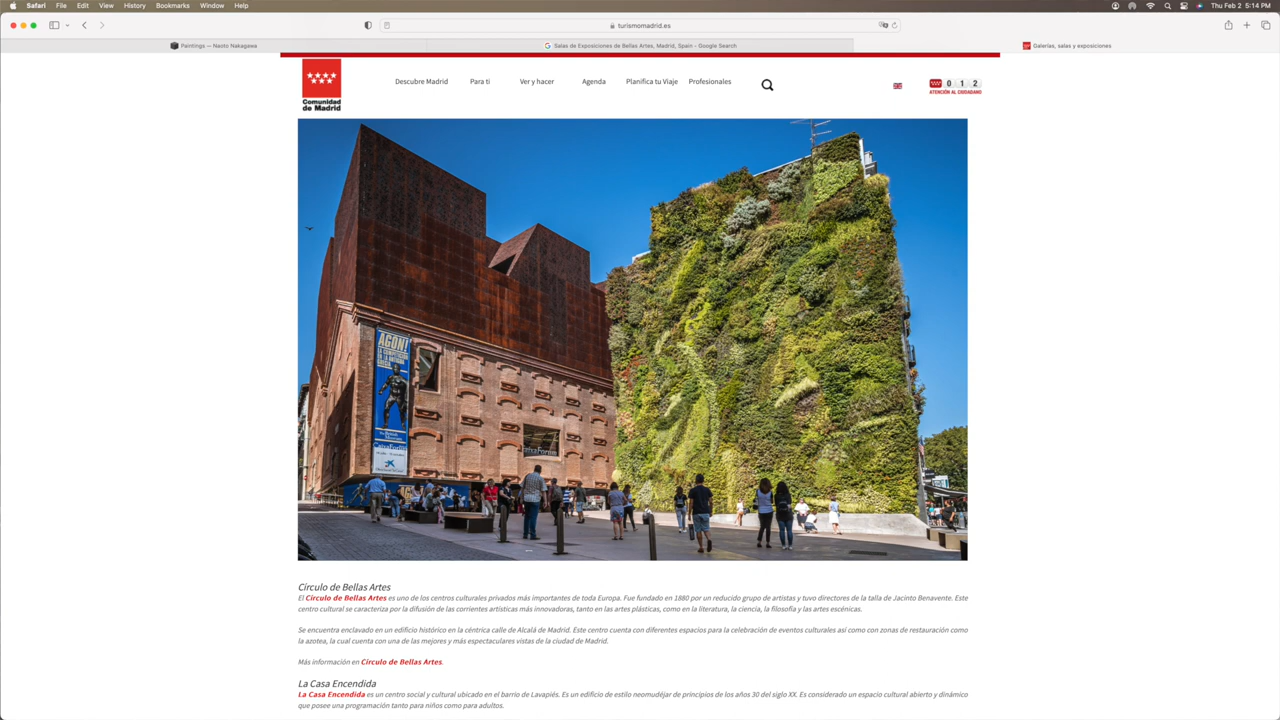 Safari File Edit View History Bookmarks Window Help
Thu Feb 2 5:14 PM
turismomadrid.es
Paintings — Naoto Nakagawa
Salas de Exposiciones de Bellas Artes, Madrid, Spain - Google Search
Galerías, salas y exposiciones
Comunidad
de Madrid
Descubre Madrid Para ti Ver y hacer Agenda Planifica tu Viaje Profesionales
0 1 2
ATENCIÓN AL CIUDADANO
AGON!
LA COMPETICIÓN
EN LA ANTIGUA
GRECIA
CaixaForum
CaixaForum
Círculo de Bellas Artes
El Círculo de Bellas Artes es uno de los centros culturales privados más importantes de toda Europa. Fue fundado en 1880 por un reducido grupo de artistas y tuvo directores de la talla de Jacinto Benavente. Este
centro cultural se caracteriza por la difusión de las corrientes artísticas más innovadoras, tanto en las artes plásticas, como en la literatura, la ciencia, la filosofía y las artes escénicas.
Se encuentra enclavado en un edificio histórico en la céntrica calle de Alcalá de Madrid. Este centro cuenta con diferentes espacios para la celebración de eventos culturales así como con zonas de restauración como
la azotea, la cual cuenta con una de las mejores y más espectaculares vistas de la ciudad de Madrid.
Más información en Círculo de Bellas Artes.
La Casa Encendida
La Casa Encendida es un centro social y cultural ubicado en el barrio de Lavapiés. Es un edificio de estilo neomudéjar de principios de los años 30 del siglo XX. Es considerado un espacio cultural abierto y dinámico
que posee una programación tanto para niños como para adultos.